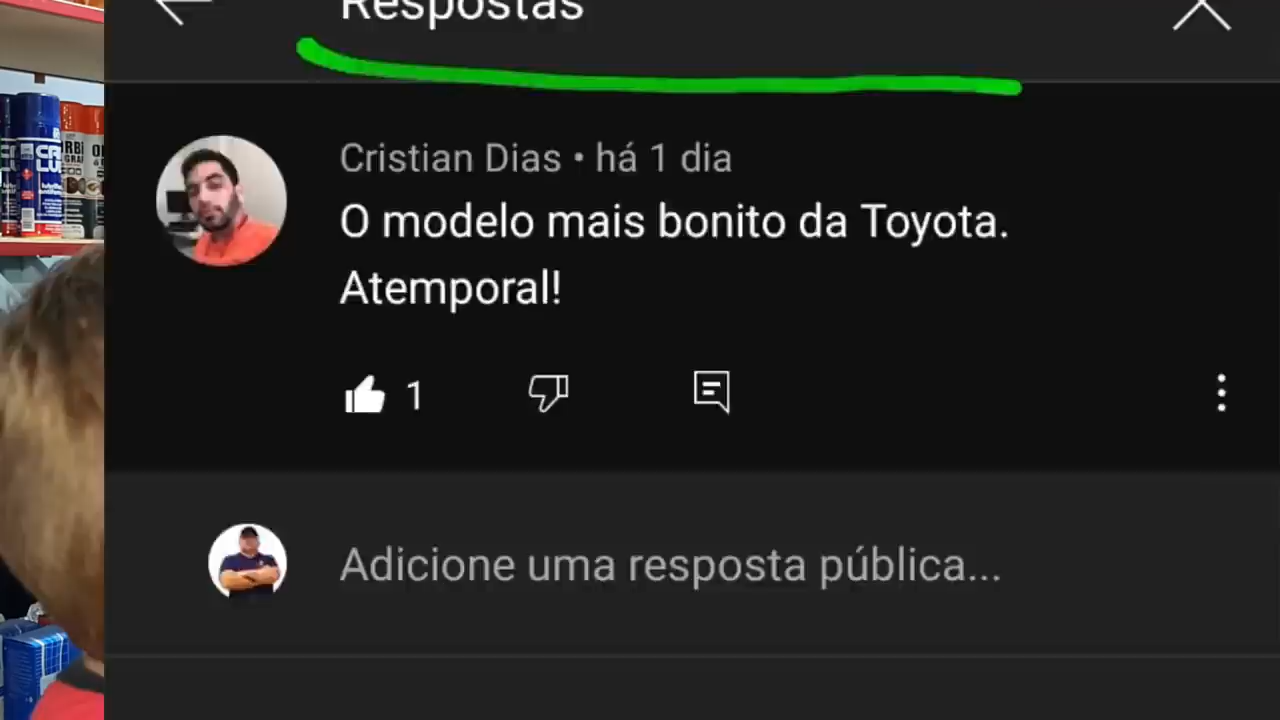 Respostas
Cristian Dias • há 1 dia
O modelo mais bonito da Toyota.
Atemporal!
1
Adicione uma resposta pública...